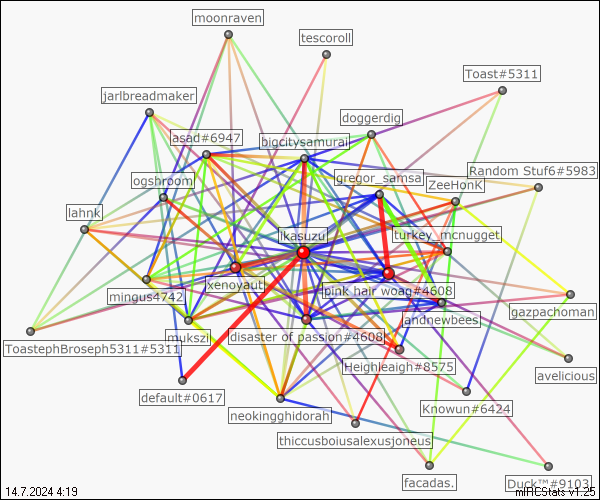 moonraven
tescoroll
Toast#5311
jarlbreadmaker
doggerdig
asad#6947
bigcitysamurai
Random Stuf6#5983
gregor_samsa
ogshroom
ZeeHonk
lahnk
ikasuzu
turkey_mcnugget
xenoyaut
pink hair woag#4608
mingus4742
gazpachoman
andnewbees
mukszi
disaster of passion#4608
ToastephBroseph5311#5311
Heighleaigh#8575
avelicious
default#0617
Knowun#6424
neokingghidorah
thiccusboiusalexusjoneus
facadas.
Duck™#9103
14.7.2024 4:19
mIRCStats v1.25